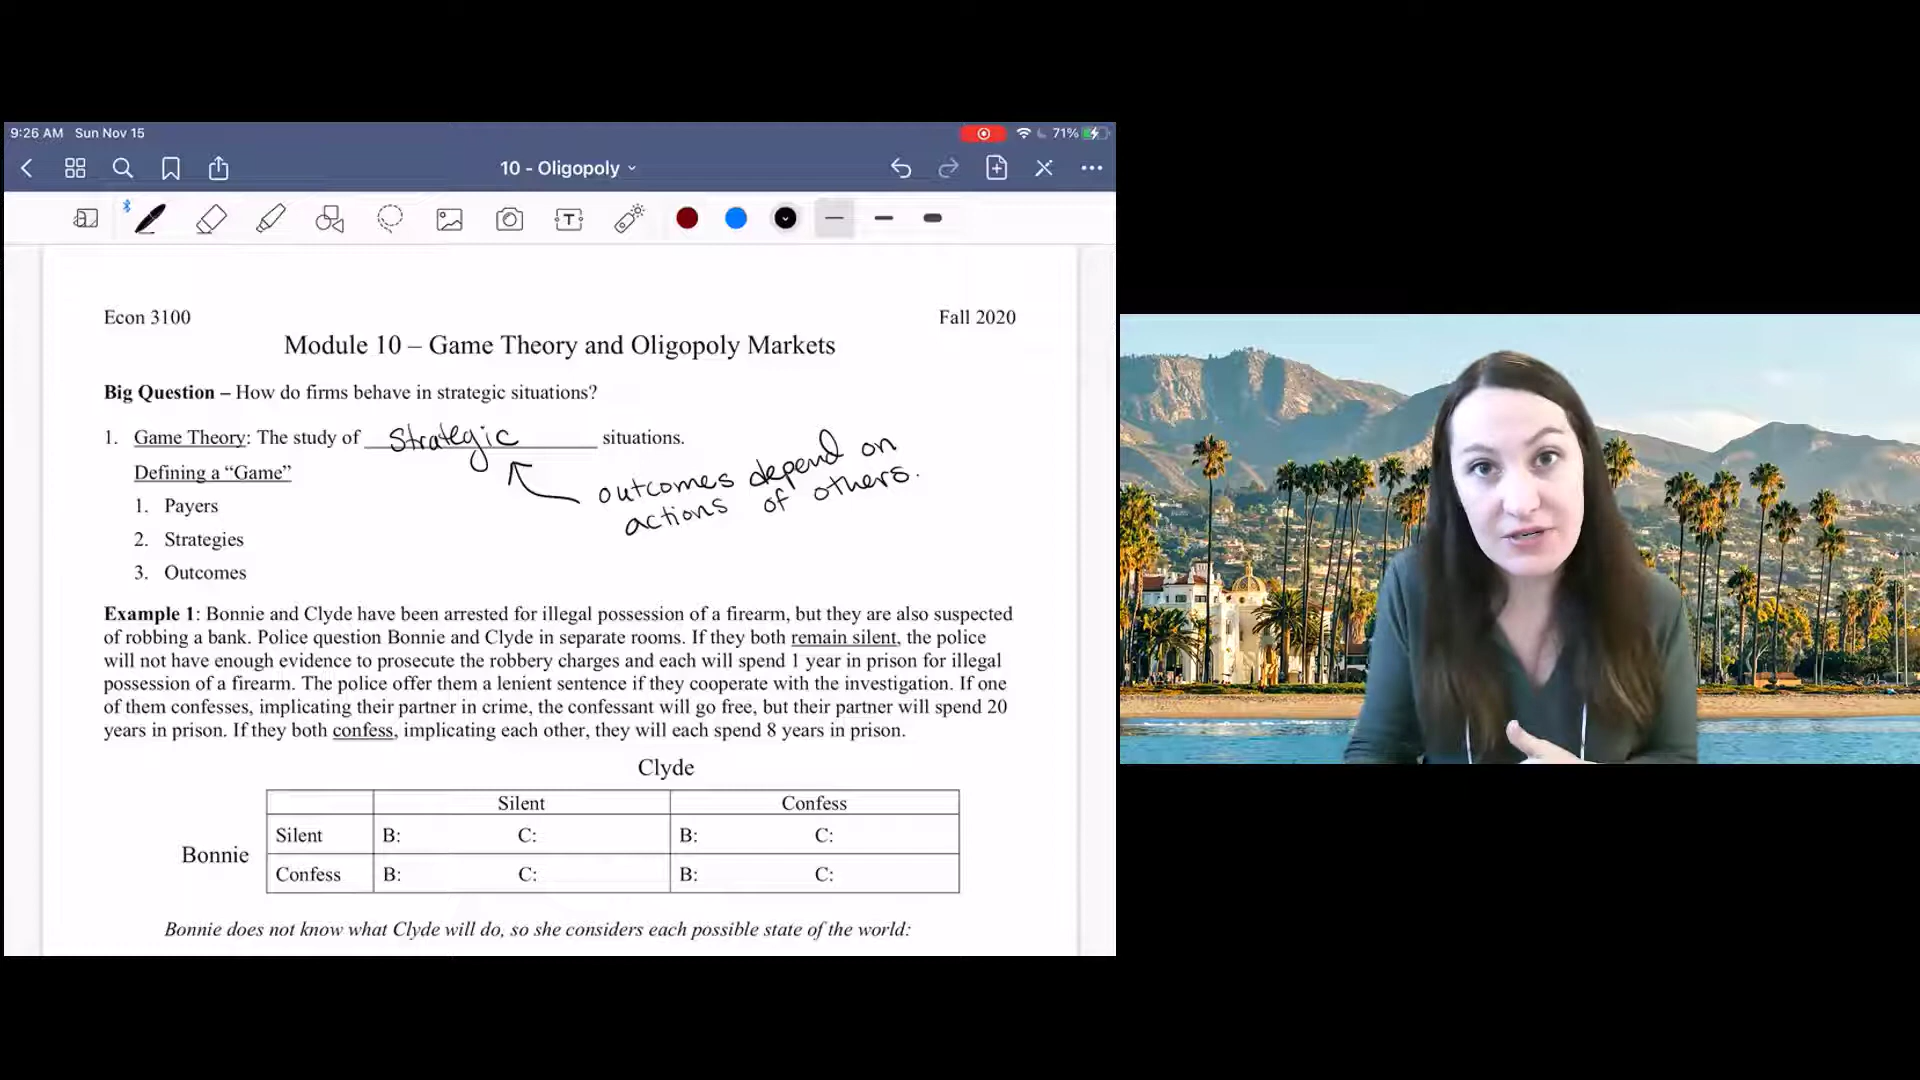 9:26 AM Sun Nov 15
71%
10 - Oligopoly
T
Econ 3100 Fall 2020
Module 10 – Game Theory and Oligopoly Markets
Big Question – How do firms behave in strategic situations?
1. Game Theory: The study of strategic situations.
Defining a “Game”
outcomes depend on
actions of others.
1. Payers
2. Strategies
3. Outcomes
Example 1: Bonnie and Clyde have been arrested for illegal possession of a firearm, but they are also suspected
of robbing a bank. Police question Bonnie and Clyde in separate rooms. If they both remain silent, the police
will not have enough evidence to prosecute the robbery charges and each will spend 1 year in prison for illegal
possession of a firearm. The police offer them a lenient sentence if they cooperate with the investigation. If one
of them confesses, implicating their partner in crime, the confessant will go free, but their partner will spend 20
years in prison. If they both confess, implicating each other, they will each spend 8 years in prison.
Clyde
Silent Confess
Silent B: C: B: C:
Bonnie
Confess B: C: B: C:
Bonnie does not know what Clyde will do, so she considers each possible state of the world: